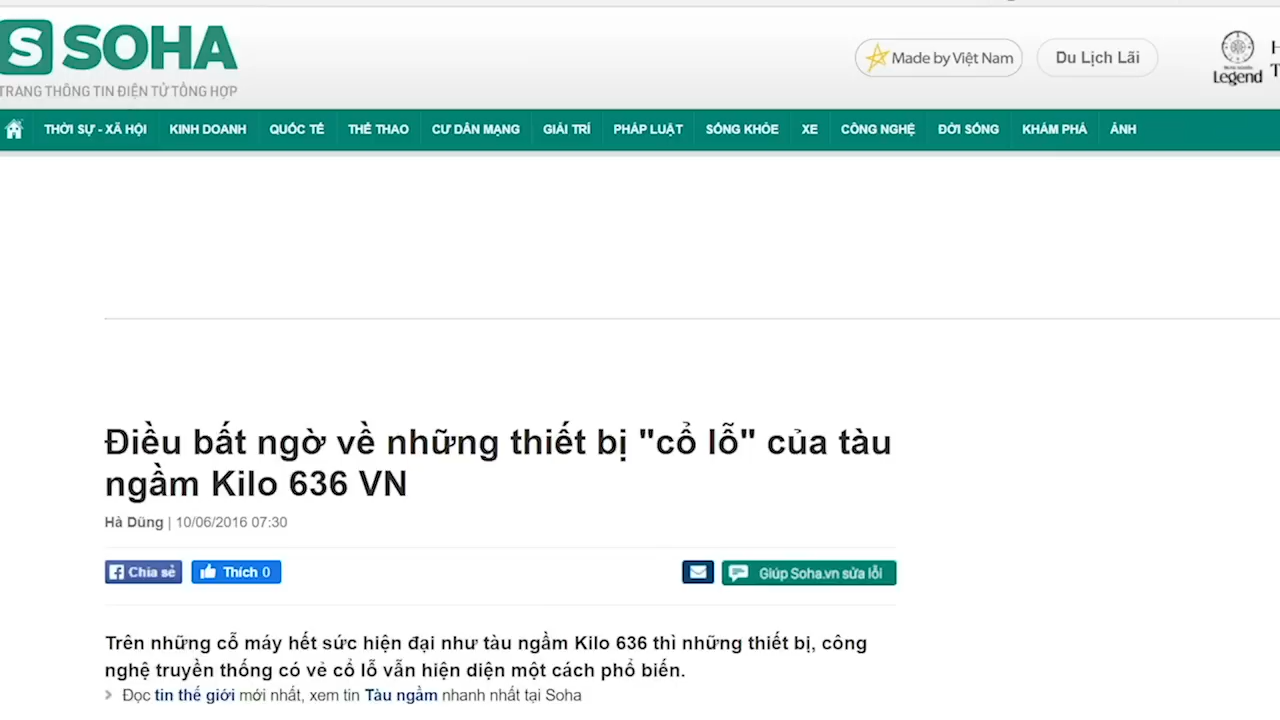 S SOHA
TRANG THÔNG TIN ĐIỆN TỬ TỔNG HỢP
Made by Việt Nam
Du Lịch Lãi
Legend
THỜI SỰ - XÃ HỘI KINH DOANH QUỐC TẾ THỂ THAO CƯ DÂN MẠNG GIẢI TRÍ PHÁP LUẬT SỐNG KHỎE XE CÔNG NGHỆ ĐỜI SỐNG KHÁM PHÁ ẢNH
Điều bất ngờ về những thiết bị "cổ lỗ" của tàu
ngầm Kilo 636 VN
Hà Dũng | 10/06/2016 07:30
Chia sẻ Thích 0 Giúp Soha.vn sửa lỗi
Trên những cỗ máy hết sức hiện đại như tàu ngầm Kilo 636 thì những thiết bị, công
nghệ truyền thống có vẻ cổ lỗ vẫn hiện diện một cách phổ biến.
Đọc tin thế giới mới nhất, xem tin Tàu ngầm nhanh nhất tại Soha